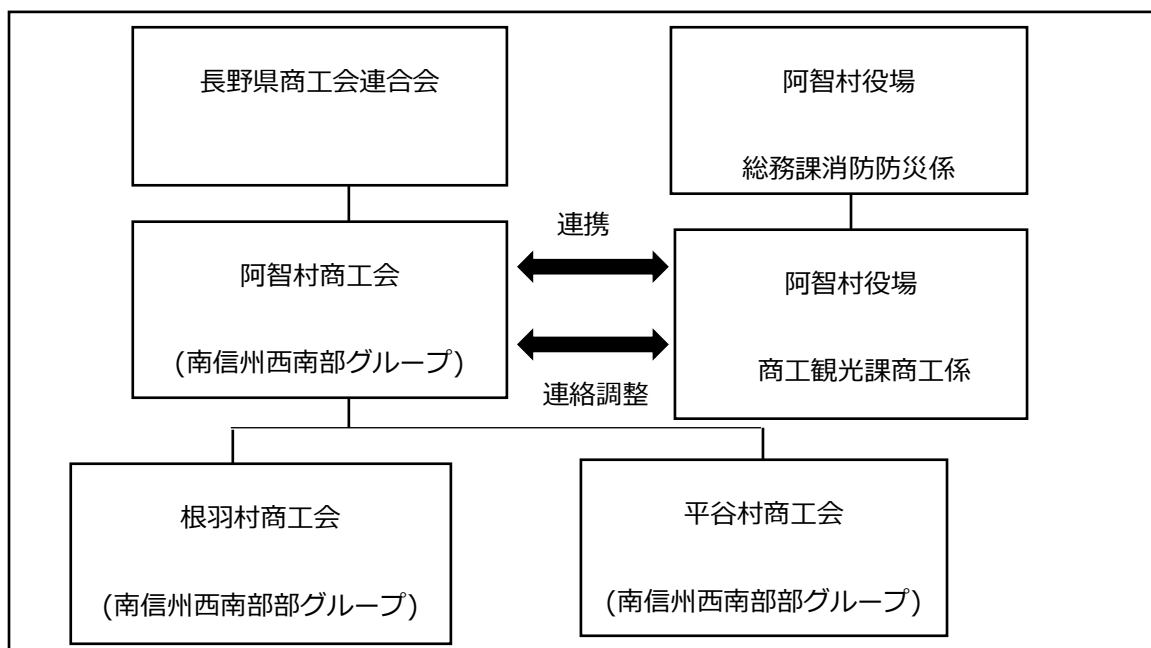 長野県商工会連合会
阿智村役場
総務課消防防災係
連携
阿智村商工会
(南信州西南部グループ)
阿智村役場
商工観光課商工係
連絡調整
根羽村商工会
(南信州西南部部グループ)
平谷村商工会
(南信州西南部部グループ)